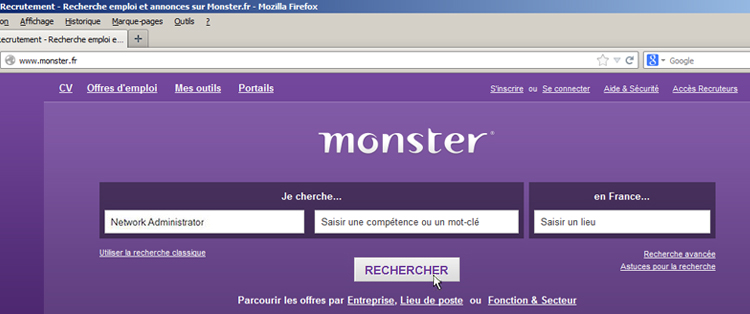 Recrutement - Recherche emploi et annonces sur Monster.fr - Mozilla Firefox
on Affichage Historique Marque-pages Outils ?
Recrutement - Recherche emploi e...
www.monster.fr Google
CV Offres d'emploi Mes outils Portails S'inscrire ou Se connecter Aide & Sécurité Accès Recruteurs
monster
Je cherche... en France...
Network Administrator Saisir une compétence ou un mot-clé Saisir un lieu
Utiliser la recherche classique Recherche avancée
Astuces pour la recherche
RECHERCHER
Parcourir les offres par Entreprise, Lieu de poste ou Fonction & Secteur